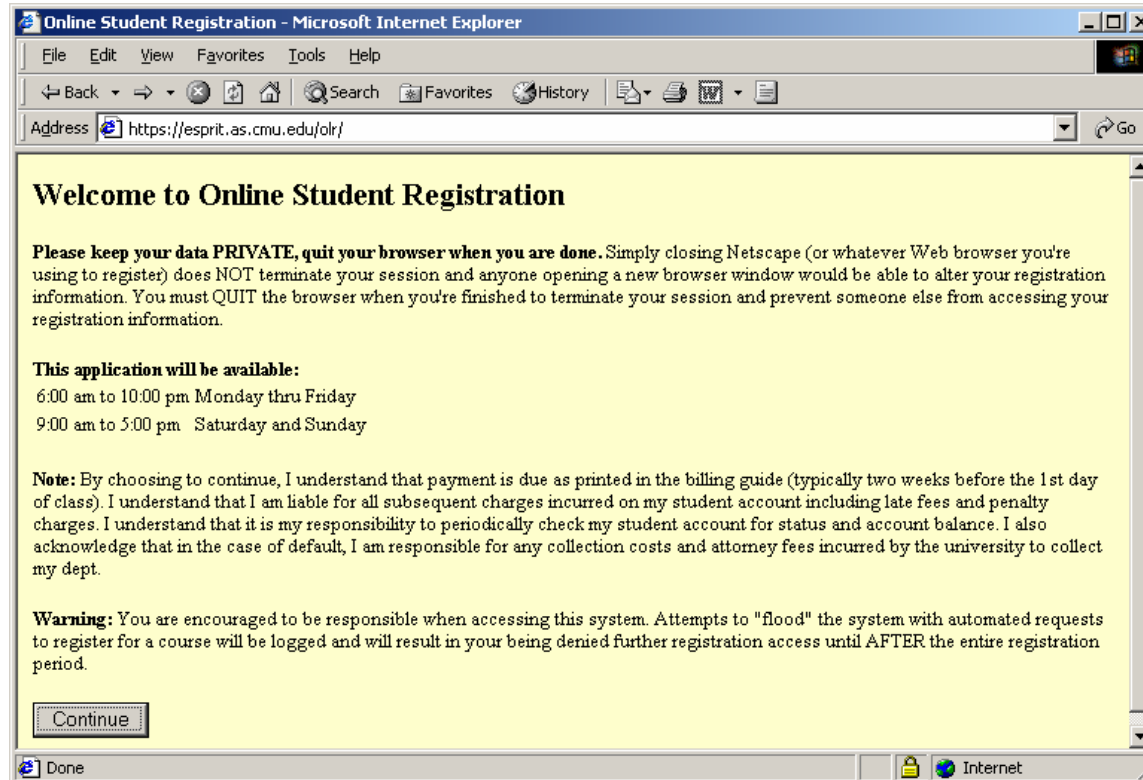 Online Student Registration - Microsoft Internet Explorer
File Edit View Favorites Tools Help
Back Search Favorites History
Address https://esprit.as.cmu.edu/olr/ Go
Welcome to Online Student Registration
Please keep your data PRIVATE, quit your browser when you are done. Simply closing Netscape (or whatever Web browser you're
using to register) does NOT terminate your session and anyone opening a new browser window would be able to alter your registration
information. You must QUIT the browser when you're finished to terminate your session and prevent someone else from accessing your
registration information.
This application will be available:
6:00 am to 10:00 pm Monday thru Friday
9:00 am to 5:00 pm Saturday and Sunday
Note: By choosing to continue, I understand that payment is due as printed in the billing guide (typically two weeks before the 1st day
of class). I understand that I am liable for all subsequent charges incurred on my student account including late fees and penalty
charges. I understand that it is my responsibility to periodically check my student account for status and account balance. I also
acknowledge that in the case of default, I am responsible for any collection costs and attorney fees incurred by the university to collect
my dept.
Warning: You are encouraged to be responsible when accessing this system. Attempts to "flood" the system with automated requests
to register for a course will be logged and will result in your being denied further registration access until AFTER the entire registration
period.
Continue
Done Internet